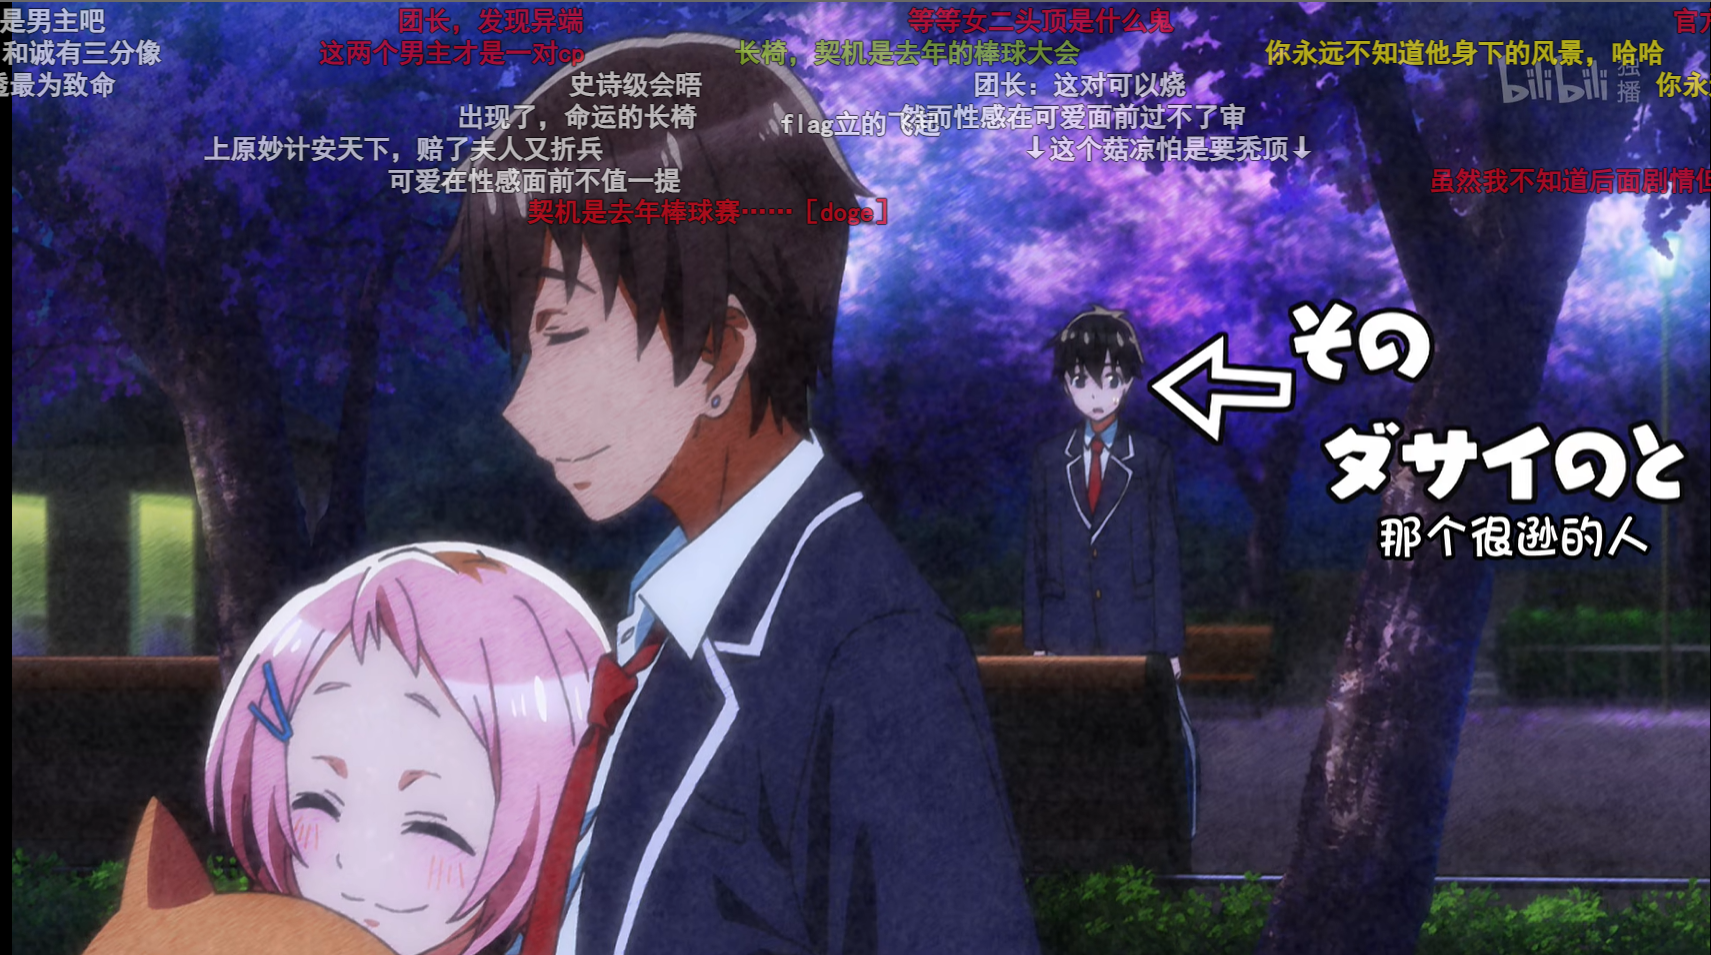 是男主吧
团长，发现异端
等等女二头顶是什么鬼
官方
和诚有三分像
这两个男主才是一对cp
长椅，契机是去年的棒球大会
你永远不知道他身下的风景，哈哈
最为致命
史诗级会晤
团长：这对可以烧
bilibili 独播
你永
出现了，命运的长椅
flag立的飞起
然而性感在可爱面前过不了审
上原妙计安天下，赔了夫人又折兵
↓这个菇凉怕是要秃顶↓
可爱在性感面前不值一提
虽然我不知道后面剧情但
契机是去年棒球赛……［doge］
その
ダサイのと
那个很逊的人